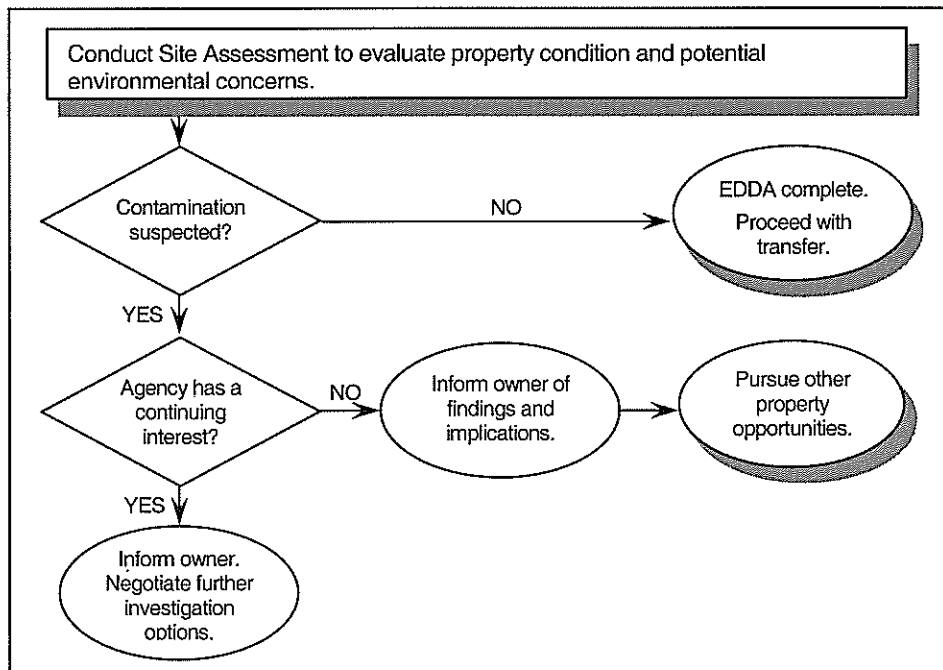 Conduct Site Assessment to evaluate property condition and potential
environmental concerns.
Contamination
suspected?
NO
EDDA complete.
Proceed with
transfer.
YES
Agency has a
continuing
interest?
NO
Inform owner of
findings and
implications.
Pursue other
property
opportunities.
YES
Inform owner.
Negotiate further
investigation
options.